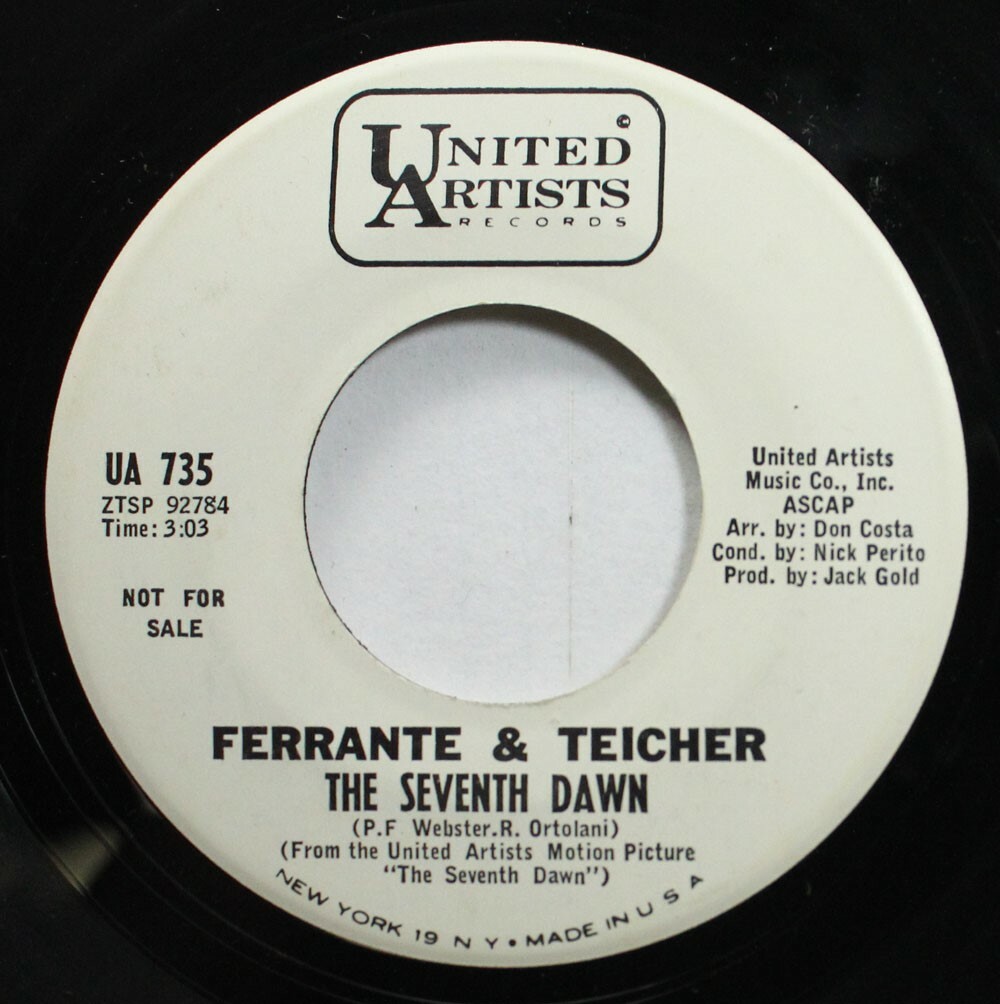 UNITED
ARTISTS
RECORDS
UA 735
ZTSP 92784
Time: 3:03
NOT FOR
SALE
United Artists
Music Co., Inc.
ASCAP
Arr. by: Don Costa
Cond. by: Nick Perito
Prod. by: Jack Gold
FERRANTE & TEICHER
THE SEVENTH DAWN
(P.F Webster.R. Ortolani)
(From the United Artists Motion Picture
"The Seventh Dawn")
NEW YORK 19 N Y • MADE IN U S A